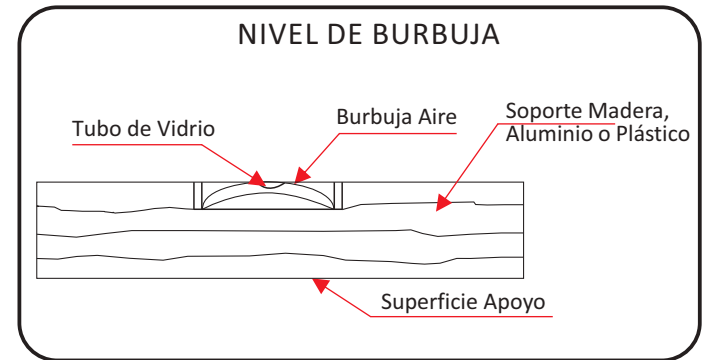 NIVEL DE BURBUJA
Tubo de Vidrio
Burbuja Aire
Soporte Madera,
Aluminio o Plástico
Superficie Apoyo